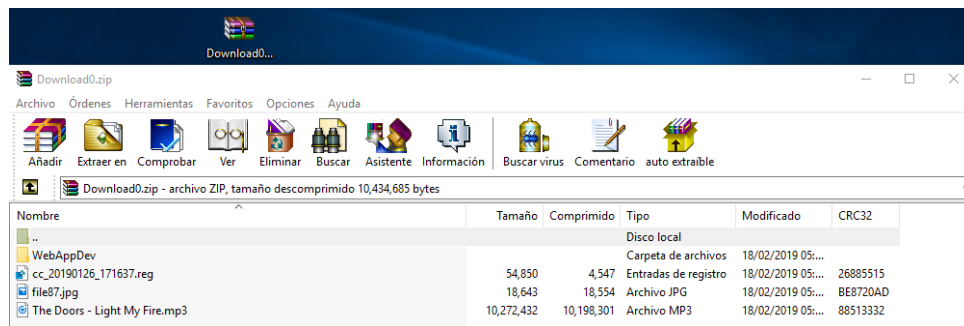 Download0...
Download0.zip
Archivo Órdenes Herramientas Favoritos Opciones Ayuda
Añadir Extraer en Comprobar Ver Eliminar Buscar Asistente Información Buscar virus Comentario auto extraíble
Download0.zip - archivo ZIP, tamaño descomprimido 10,434,685 bytes
Nombre Tamaño Comprimido Tipo Modificado CRC32
.. Disco local
WebAppDev Carpeta de archivos 18/02/2019 05:...
cc_20190126_171637.reg 54,850 4,547 Entradas de registro 18/02/2019 05:... 26885515
file87.jpg 18,643 18,554 Archivo JPG 18/02/2019 05:... BE8720AD
The Doors - Light My Fire.mp3 10,272,432 10,198,301 Archivo MP3 18/02/2019 05:... 88513332